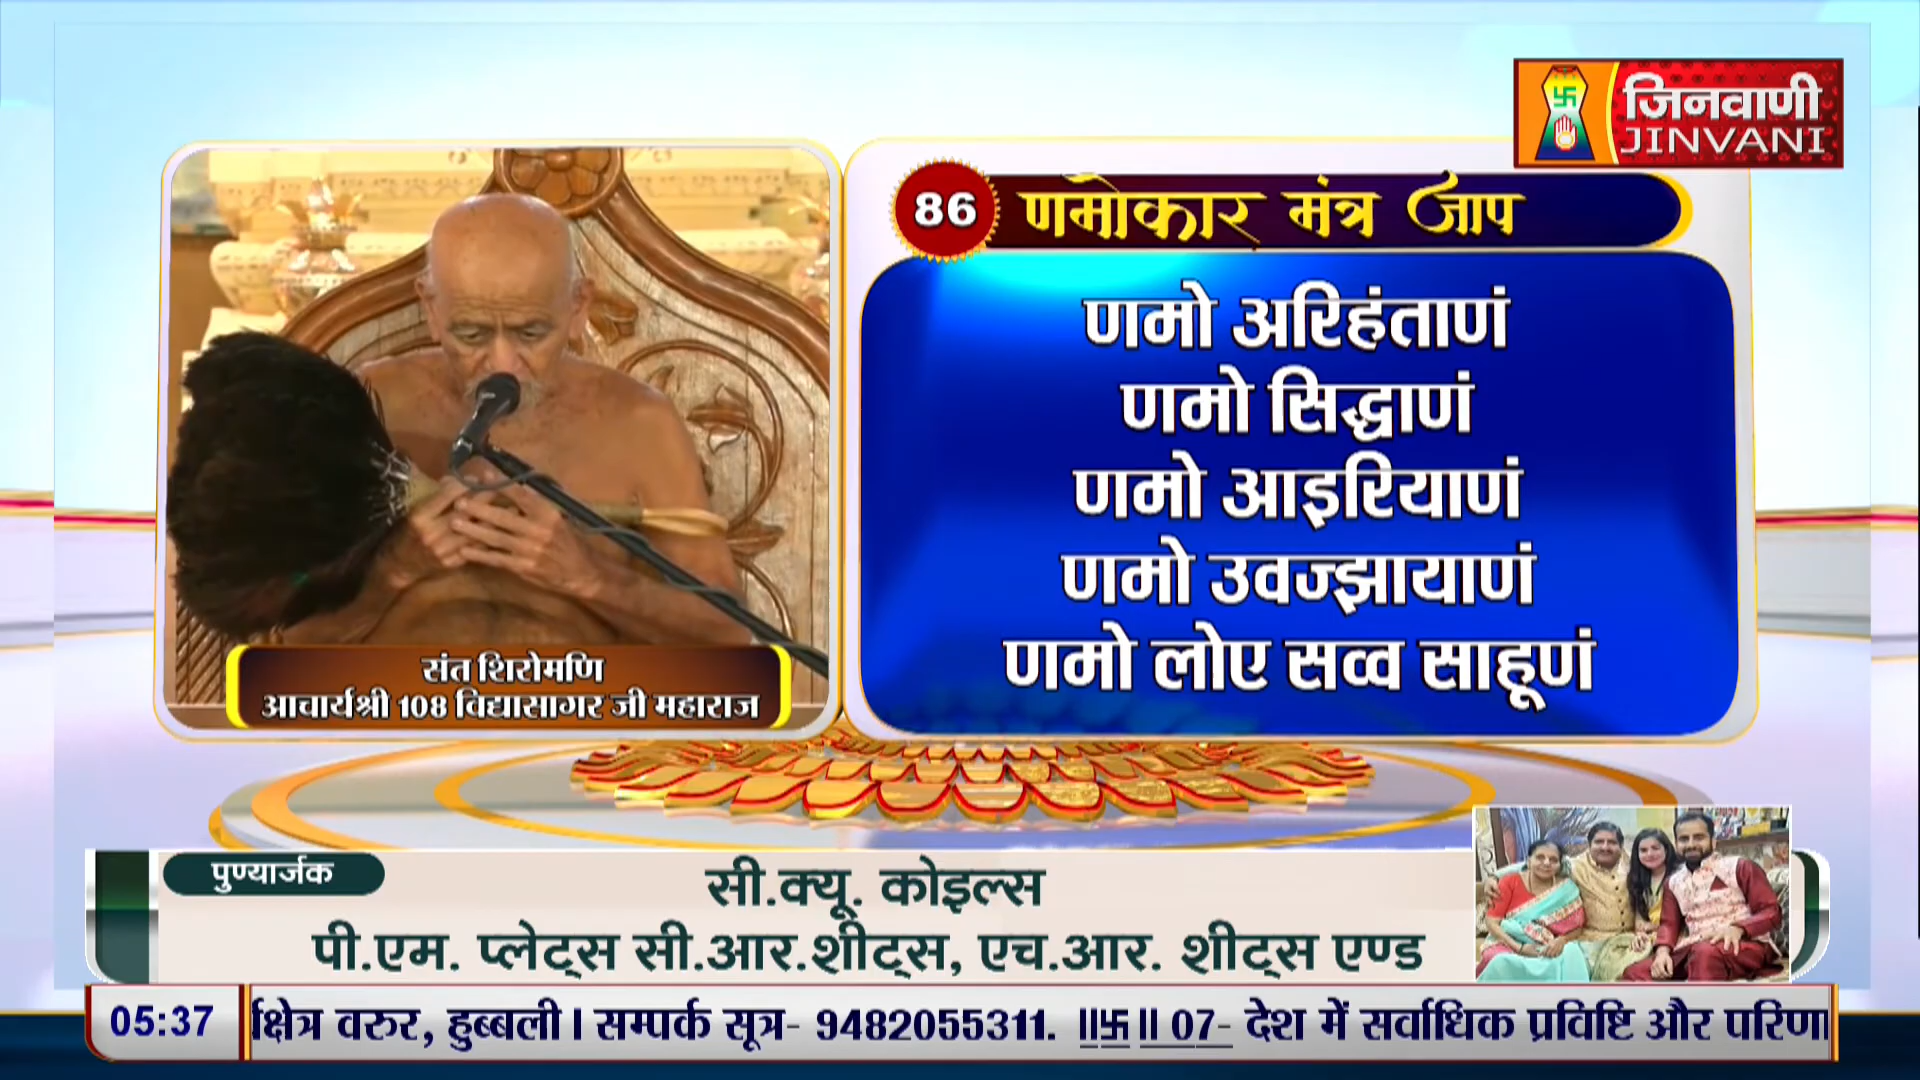 जिनवाणी
JINVANI
86 णमोकार मंत्र जाप
णमो अरिहंताणं
णमो सिद्धाणं
णमो आइरियाणं
णमो उवज्झायाणं
णमो लोए सव्व साहूणं
संत शिरोमणि
आचार्यश्री 108 विद्यासागर जी महाराज
पुण्यार्जक
सी.क्यू. कोइल्स
पी.एम. प्लेट्स सी.आर.शीट्स, एच.आर. शीट्स एण्ड
05:37 क्षेत्र वरुर, हुब्बली। सम्पर्क सूत्र- 9482055311. ॥卐॥ 07- देश में सर्वाधिक प्रविष्टि और